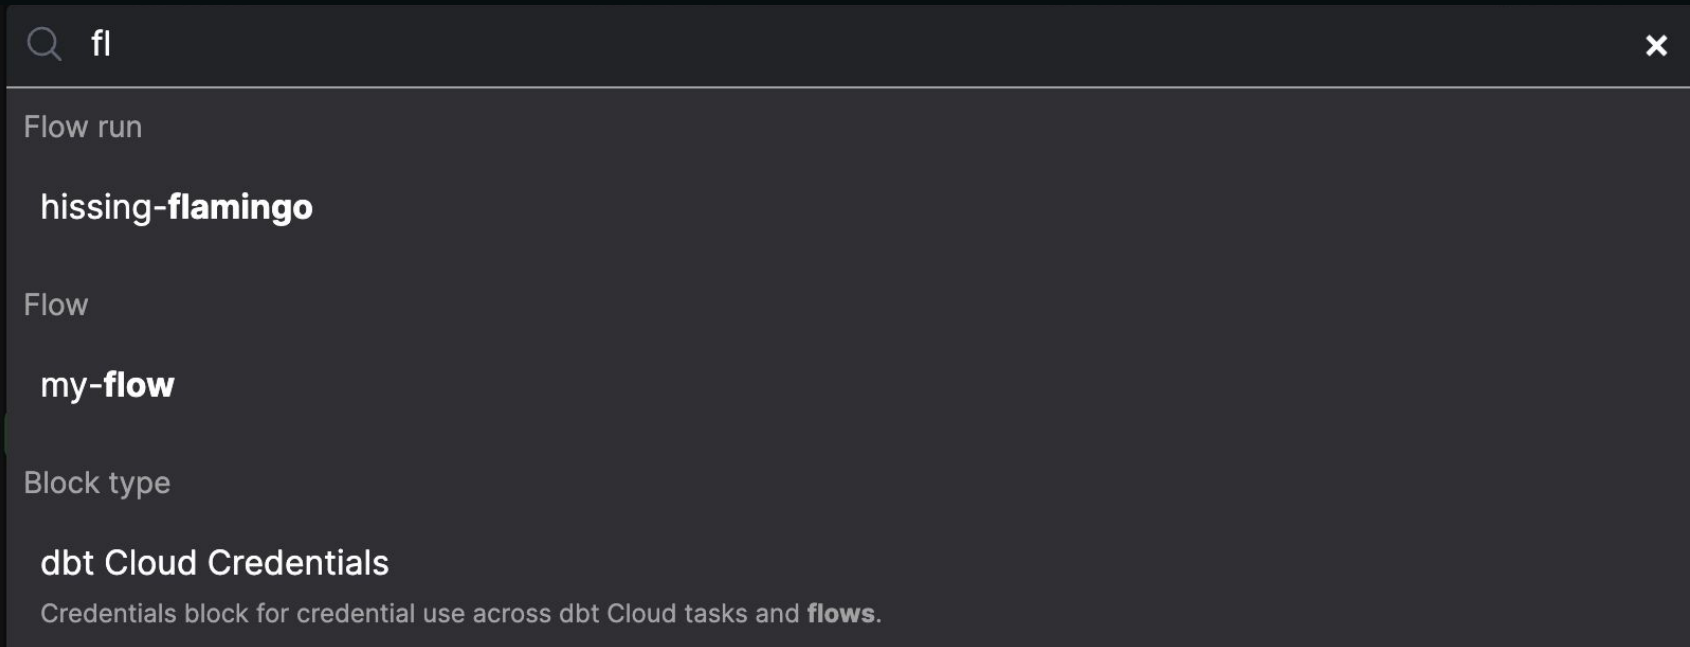 fl
Flow run
hissing-flamingo
Flow
my-flow
Block type
dbt Cloud Credentials
Credentials block for credential use across dbt Cloud tasks and flows.